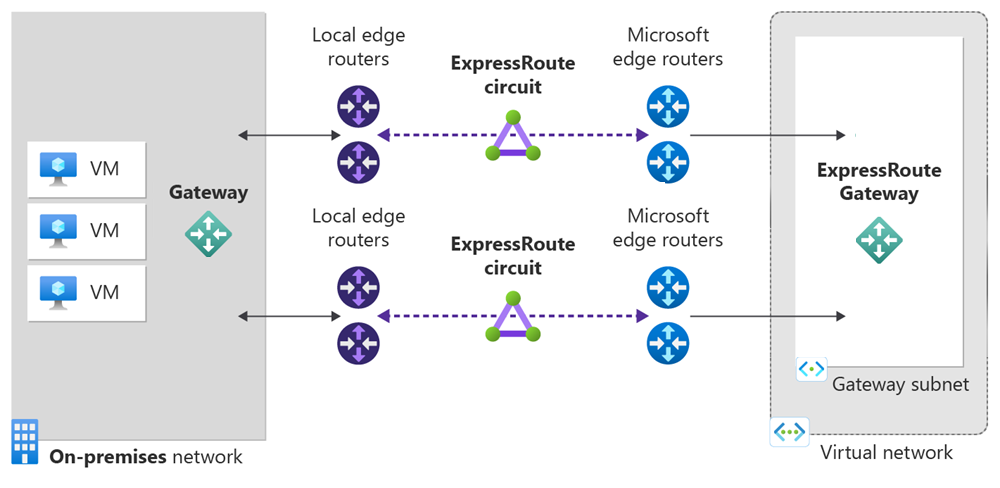 Local edge
routers
ExpressRoute
circuit
Microsoft
edge routers
VM
VM
VM
Gateway
ExpressRoute
Gateway
Local edge
routers
ExpressRoute
circuit
Microsoft
edge routers
Gateway subnet
On-premises network
Virtual network